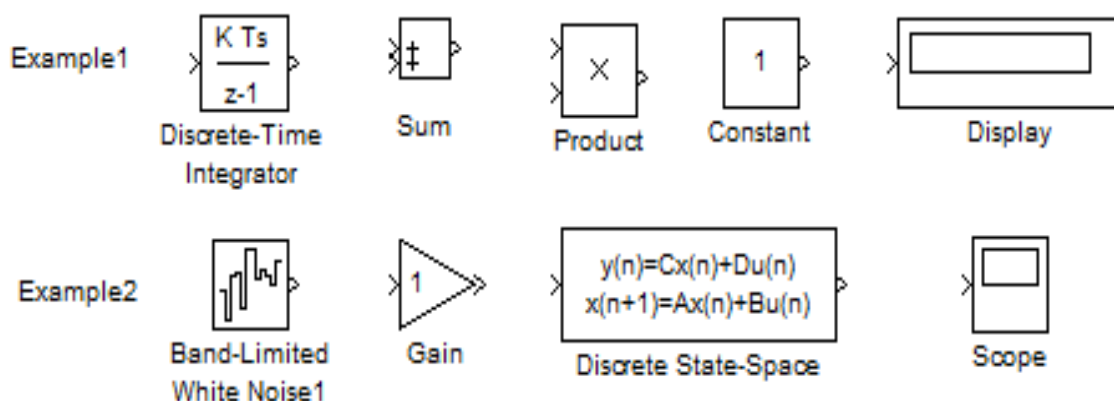 Example1
K Ts
z-1
Discrete-Time
Integrator
+
+
Sum
×
Product
1
Constant
Display
Example2
Band-Limited
White Noise1
1
Gain
y(n)=Cx(n)+Du(n)
x(n+1)=Ax(n)+Bu(n)
Discrete State-Space
Scope